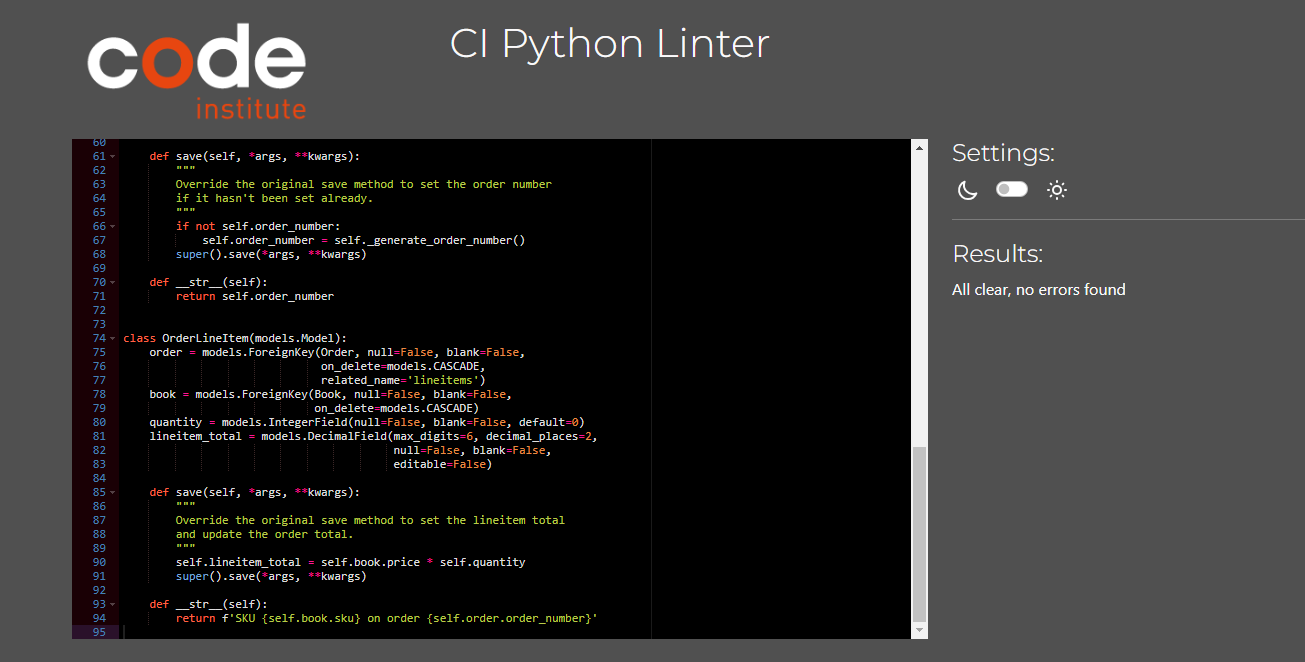 code
institute
CI Python Linter
60
61 def save(self, *args, **kwargs):
62 """
63 Override the original save method to set the order number
64 if it hasn't been set already.
65 """
66 if not self.order_number:
67 self.order_number = self._generate_order_number()
68 super().save(*args, **kwargs)
69
70 def __str__(self):
71 return self.order_number
72
73
74 class OrderLineItem(models.Model):
75 order = models.ForeignKey(Order, null=False, blank=False,
76 on_delete=models.CASCADE,
77 related_name='lineitems')
78 book = models.ForeignKey(Book, null=False, blank=False,
79 on_delete=models.CASCADE)
80 quantity = models.IntegerField(null=False, blank=False, default=0)
81 lineitem_total = models.DecimalField(max_digits=6, decimal_places=2,
82 null=False, blank=False,
83 editable=False)
84
85 def save(self, *args, **kwargs):
86 """
87 Override the original save method to set the lineitem total
88 and update the order total.
89 """
90 self.lineitem_total = self.book.price * self.quantity
91 super().save(*args, **kwargs)
92
93 def __str__(self):
94 return f'SKU {self.book.sku} on order {self.order.order_number}'
95
Settings:
Results:
All clear, no errors found